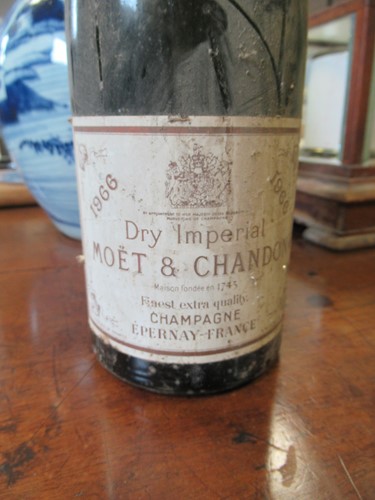 1966
1966
Dry Imperial
MOËT & CHANDON
Maison fondée en 1743
Finest extra quality
CHAMPAGNE
ÉPERNAY-FRANCE